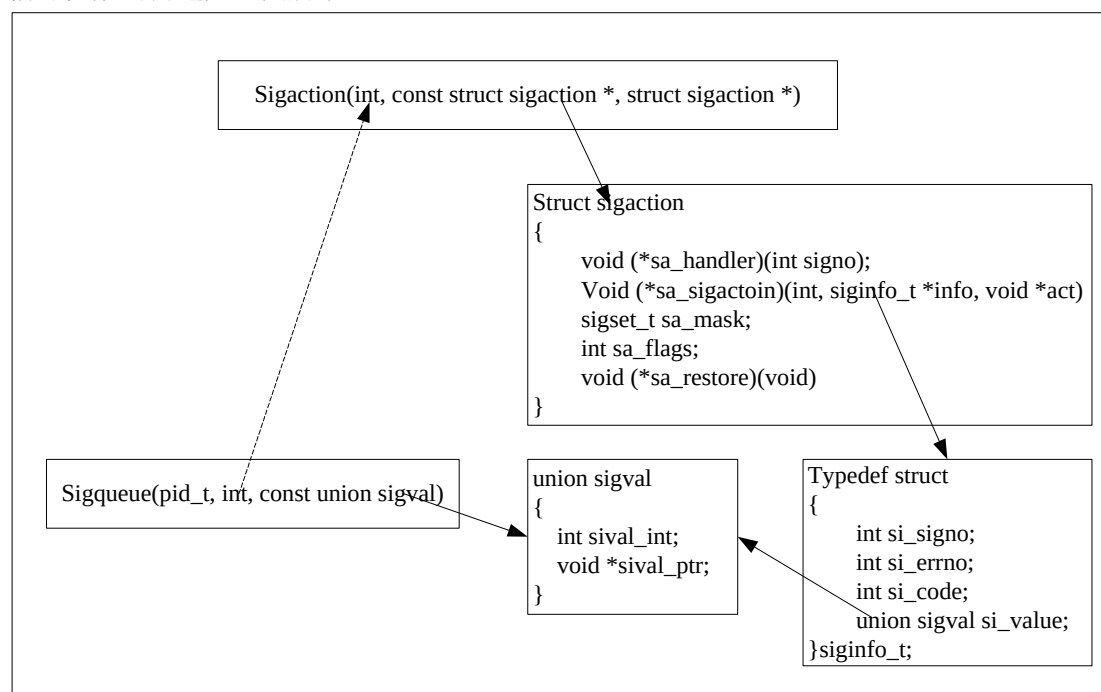 Sigaction(int, const struct sigaction *, struct sigaction *)
Struct sigaction
{
void (*sa_handler)(int signo);
Void (*sa_sigactoin)(int, siginfo_t *info, void *act)
sigset_t sa_mask;
int sa_flags;
void (*sa_restore)(void)
}
Sigqueue(pid_t, int, const union sigval)
union sigval
{
int sival_int;
void *sival_ptr;
}
Typedef struct
{
int si_signo;
int si_errno;
int si_code;
union sigval si_value;
}siginfo_t;